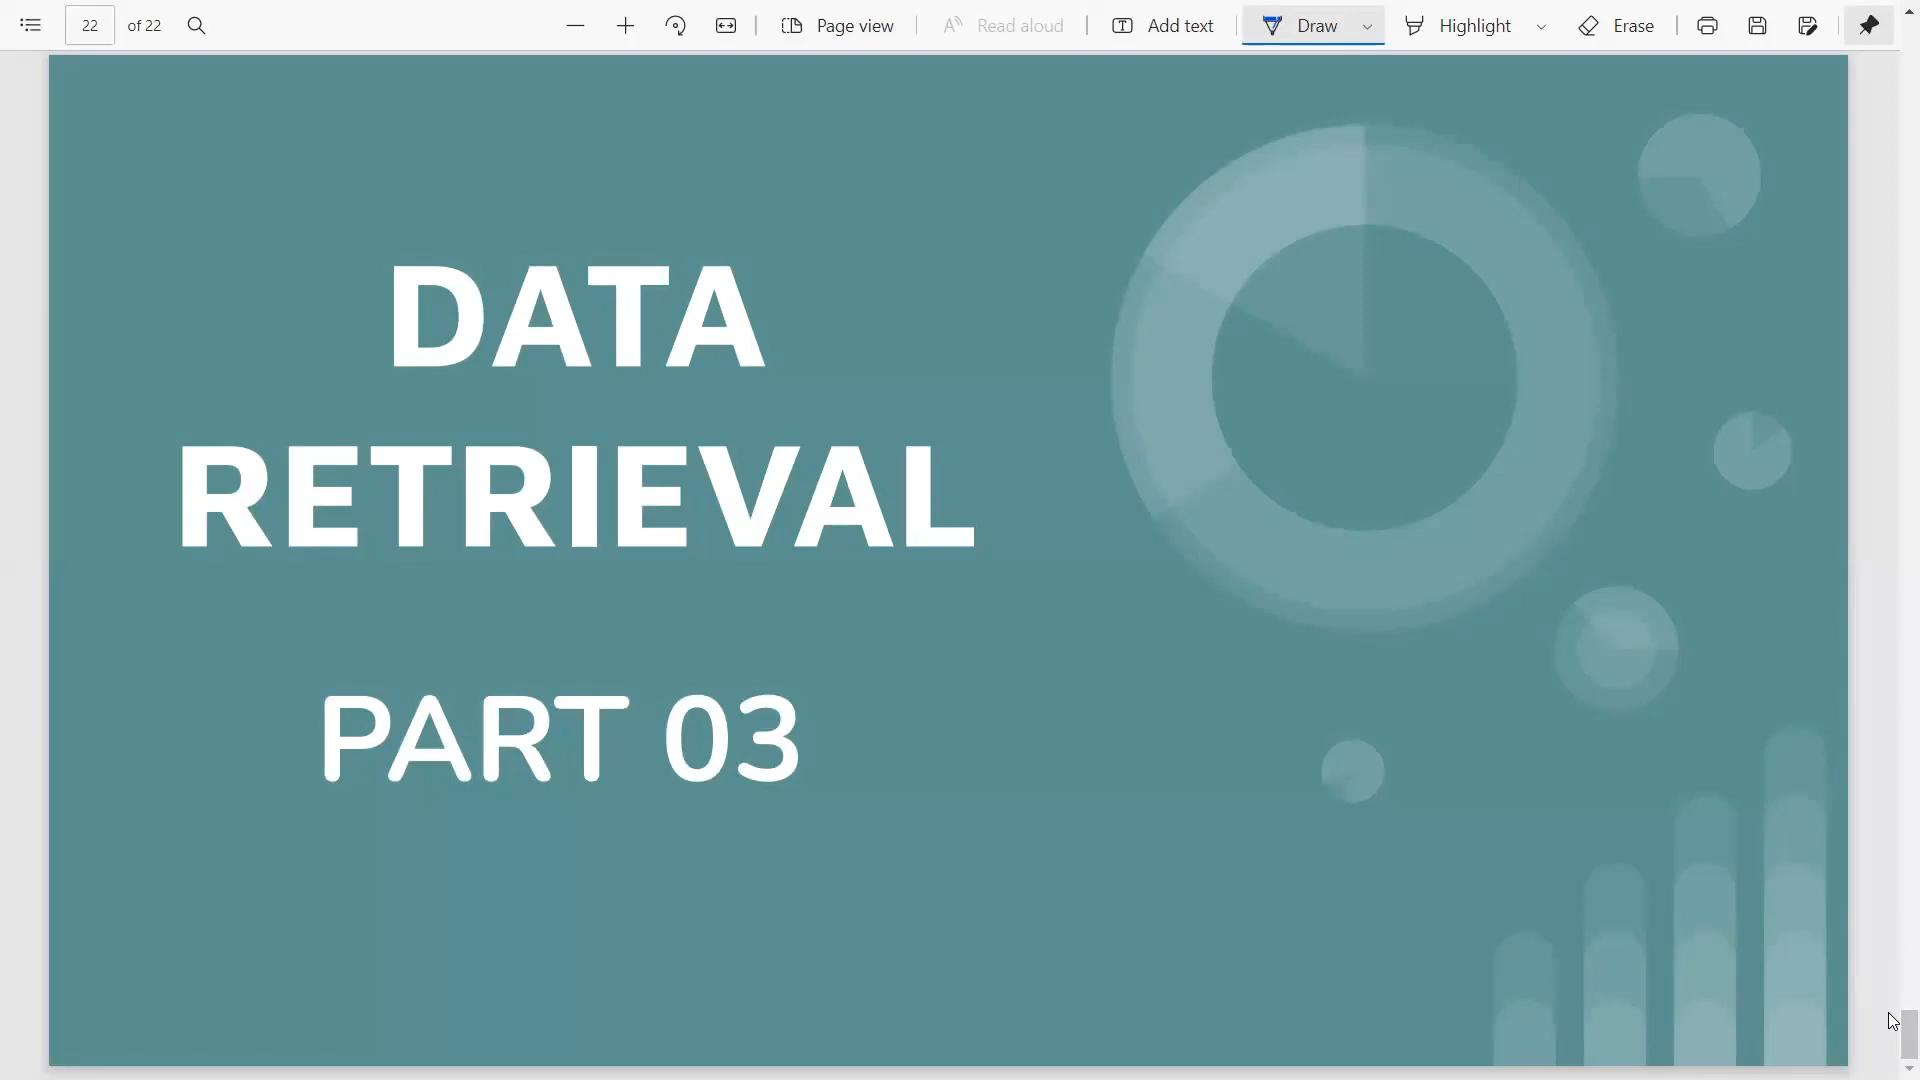 22 of 22 Page view Read aloud Add text Draw Highlight Erase
DATA
RETRIEVAL
PART 03